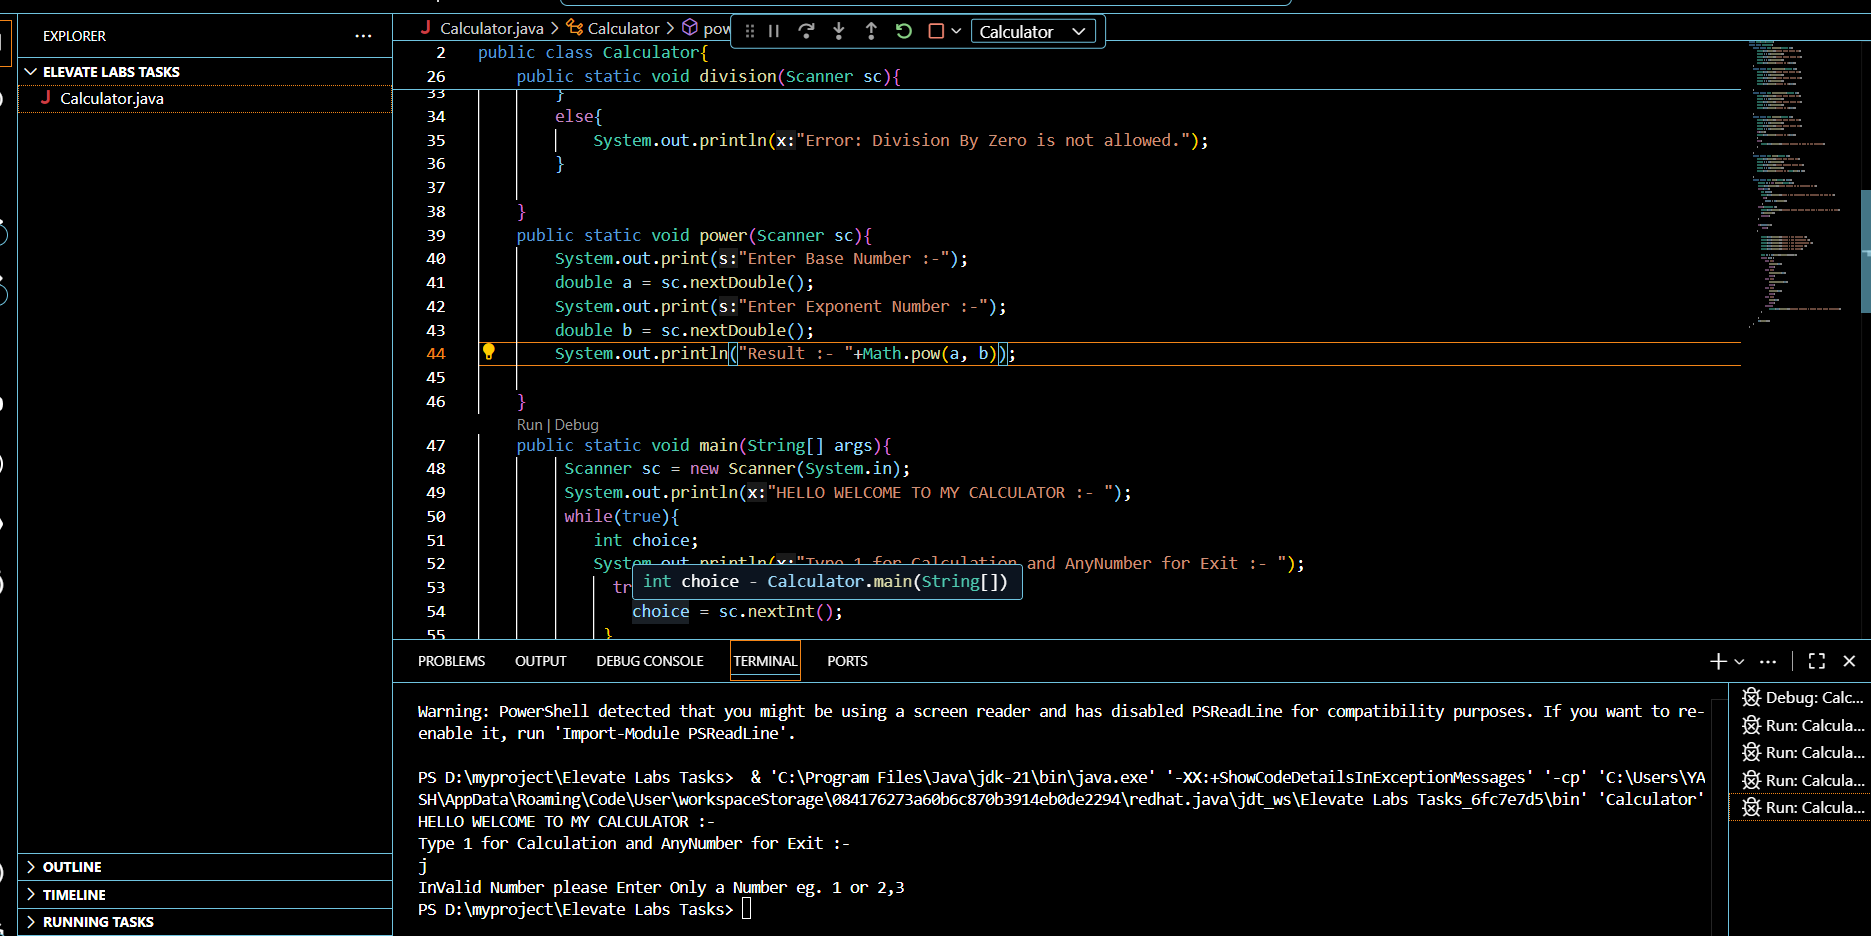 EXPLORER
ELEVATE LABS TASKS
J Calculator.java
OUTLINE
TIMELINE
RUNNING TASKS
J Calculator.java > Calculator > pow
Calculator
2 public class Calculator{
26 public static void division(Scanner sc){
33 }
34 else{
35 System.out.println(x:"Error: Division By Zero is not allowed.");
36 }
37
38 }
39 public static void power(Scanner sc){
40 System.out.print(s:"Enter Base Number :-");
41 double a = sc.nextDouble();
42 System.out.print(s:"Enter Exponent Number :-");
43 double b = sc.nextDouble();
44 System.out.println("Result :- "+Math.pow(a, b));
45
46 }
Run | Debug
47 public static void main(String[] args){
48 Scanner sc = new Scanner(System.in);
49 System.out.println(x:"HELLO WELCOME TO MY CALCULATOR :- ");
50 while(true){
51 int choice;
52 System.out.println(x:"Type 1 for Calculation and AnyNumber for Exit :- ");
53 tr
int choice - Calculator.main(String[])
54 choice = sc.nextInt();
55 }
PROBLEMS OUTPUT DEBUG CONSOLE TERMINAL PORTS
Warning: PowerShell detected that you might be using a screen reader and has disabled PSReadLine for compatibility purposes. If you want to re-
enable it, run 'Import-Module PSReadLine'.
PS D:\myproject\Elevate Labs Tasks>  & 'C:\Program Files\Java\jdk-21\bin\java.exe' '-XX:+ShowCodeDetailsInExceptionMessages' '-cp' 'C:\Users\YA
SH\AppData\Roaming\Code\User\workspaceStorage\084176273a60b6c870b3914eb0de2294\redhat.java\jdt_ws\Elevate Labs Tasks_6fc7e7d5\bin' 'Calculator'
HELLO WELCOME TO MY CALCULATOR :-
Type 1 for Calculation and AnyNumber for Exit :-
j
InValid Number please Enter Only a Number eg. 1 or 2,3
PS D:\myproject\Elevate Labs Tasks>
Debug: Calc...
Run: Calcula...
Run: Calcula...
Run: Calcula...
Run: Calcula...